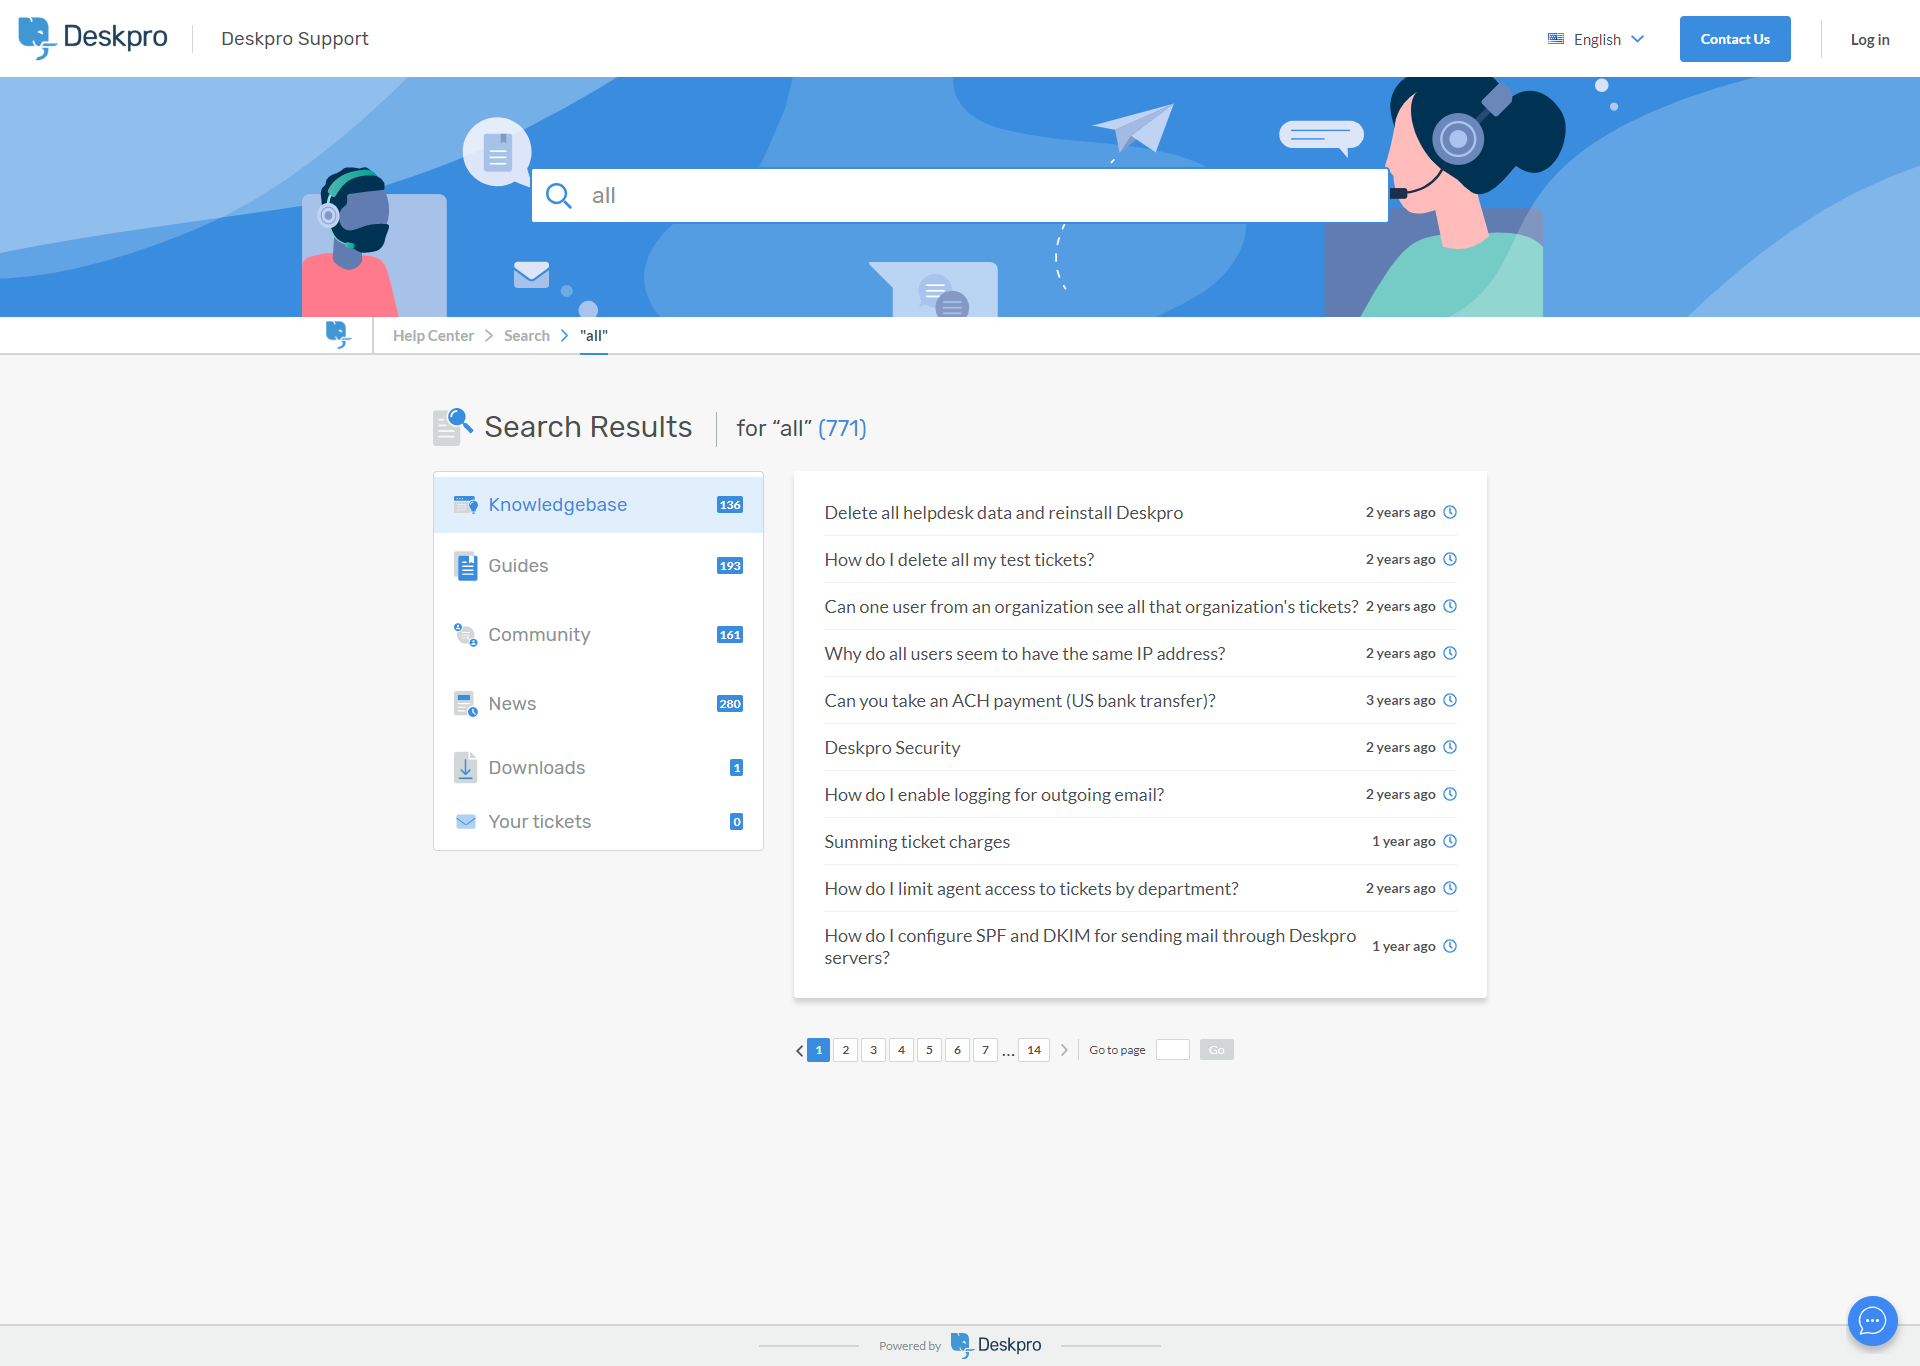 Deskpro
Deskpro Support
English
Contact Us
Log in
all
Help Center
Search
"all"
Search Results
for “all” (771)
Knowledgebase 136
Guides 193
Community 161
News 280
Downloads 1
Your tickets 0
Delete all helpdesk data and reinstall Deskpro 2 years ago
How do I delete all my test tickets? 2 years ago
Can one user from an organization see all that organization's tickets? 2 years ago
Why do all users seem to have the same IP address? 2 years ago
Can you take an ACH payment (US bank transfer)? 3 years ago
Deskpro Security 2 years ago
How do I enable logging for outgoing email? 2 years ago
Summing ticket charges 1 year ago
How do I limit agent access to tickets by department? 2 years ago
How do I configure SPF and DKIM for sending mail through Deskpro
servers? 1 year ago
1 2 3 4 5 6 7 ... 14 Go to page Go
Powered by Deskpro